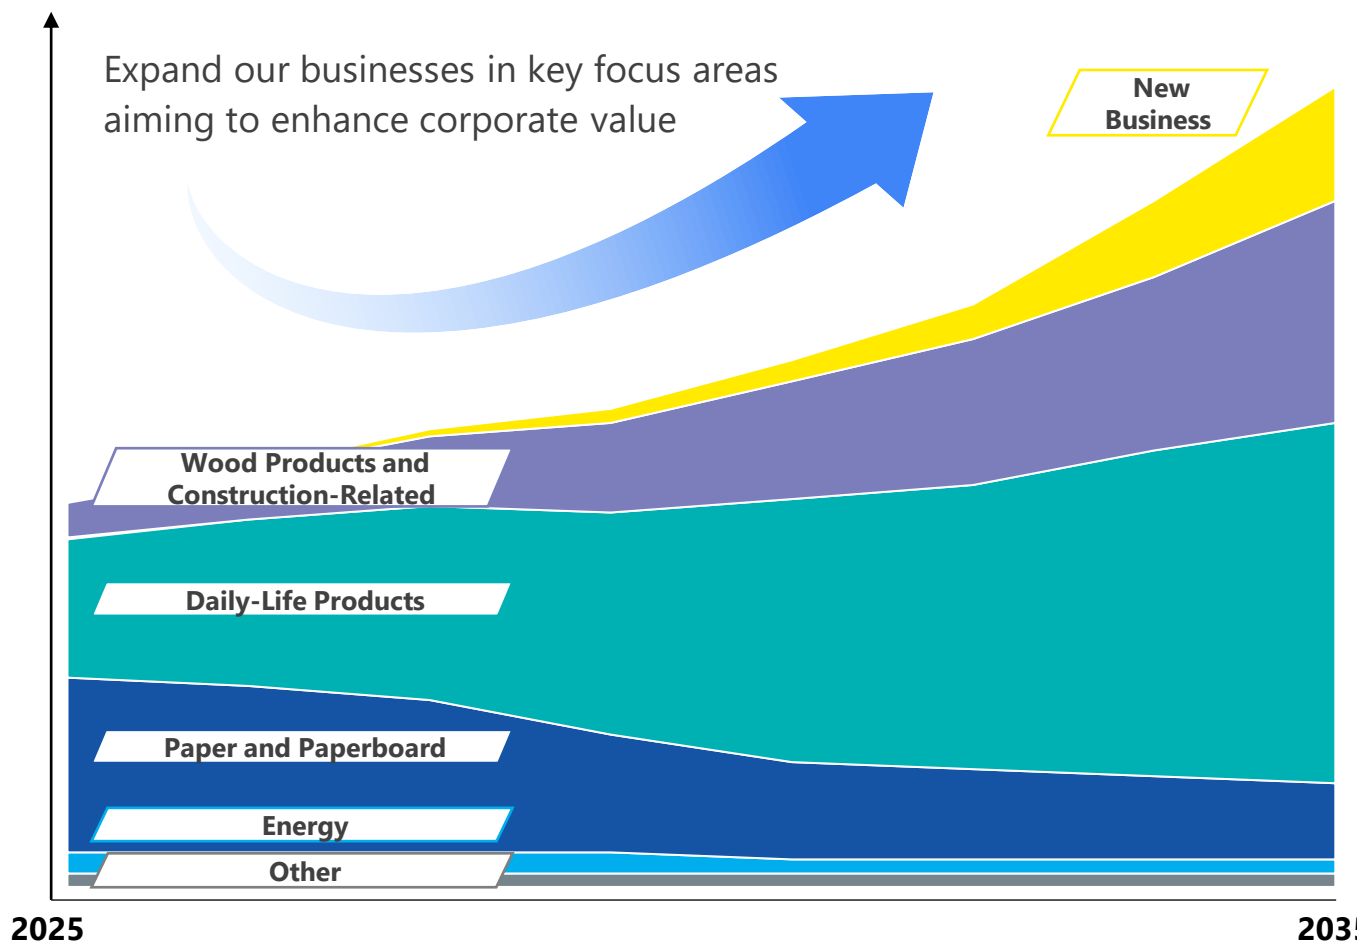 Expand our businesses in key focus areas
aiming to enhance corporate value
New
Business
Wood Products and
Construction-Related
Daily-Life Products
Paper and Paperboard
Energy
Other
2025
2035